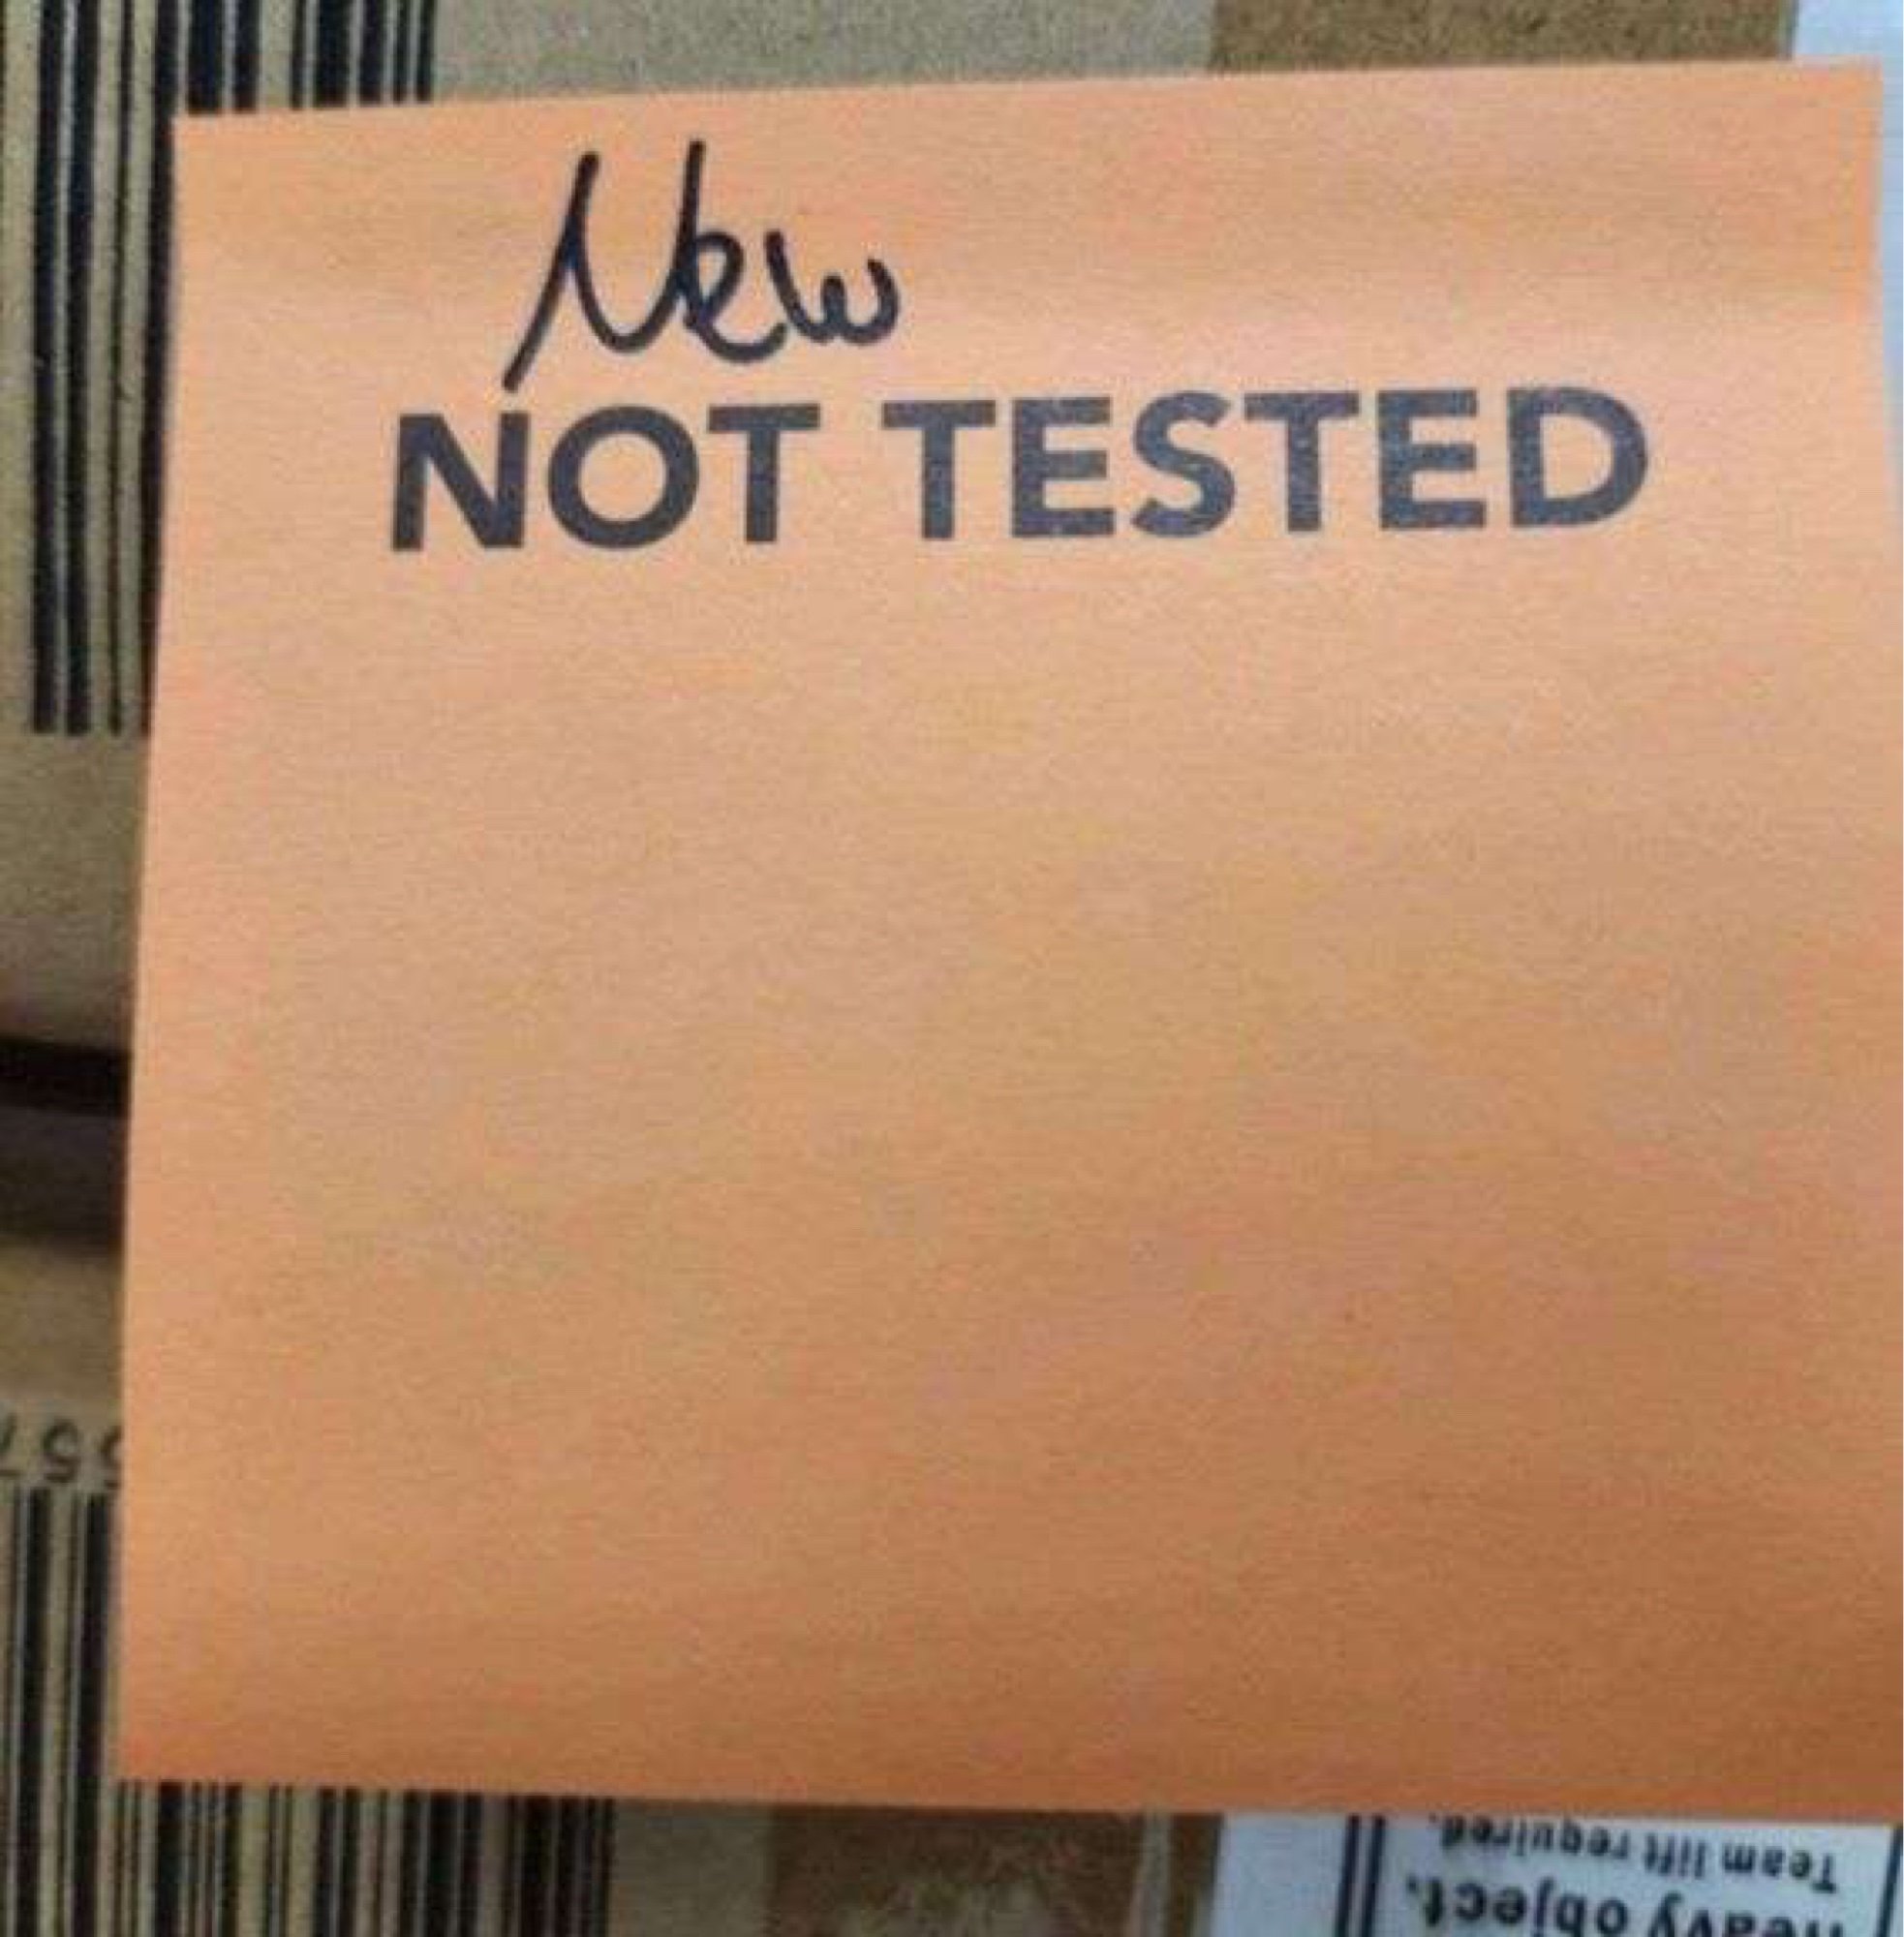 New
NOT TESTED
Team lift required.
heavy object.